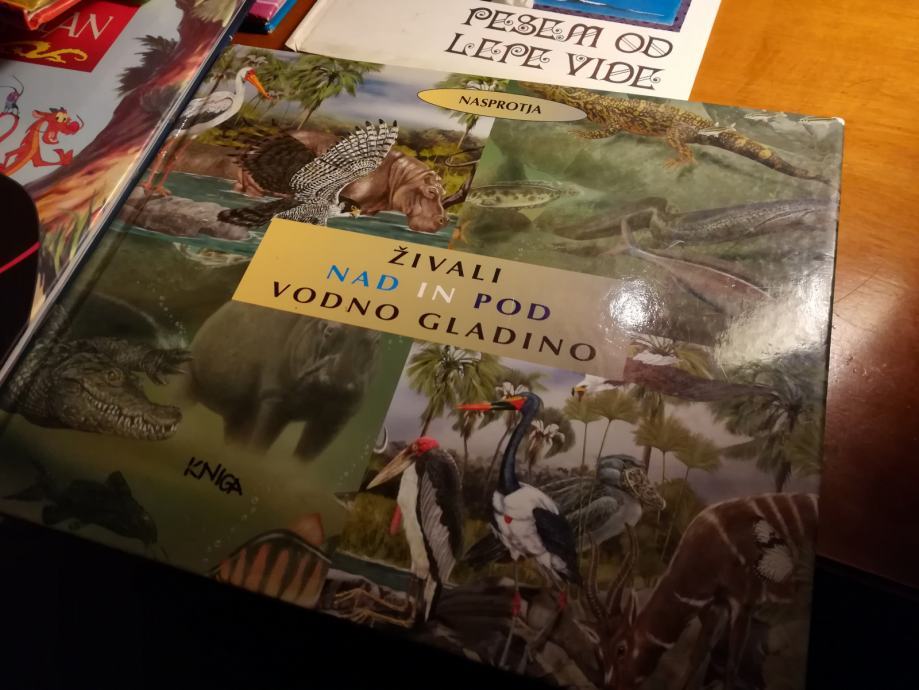 PESEM OD
LEPE VIDE
NASPROTJA
ŽIVALI
NAD IN POD
VODNO GLADINO
KNIGA